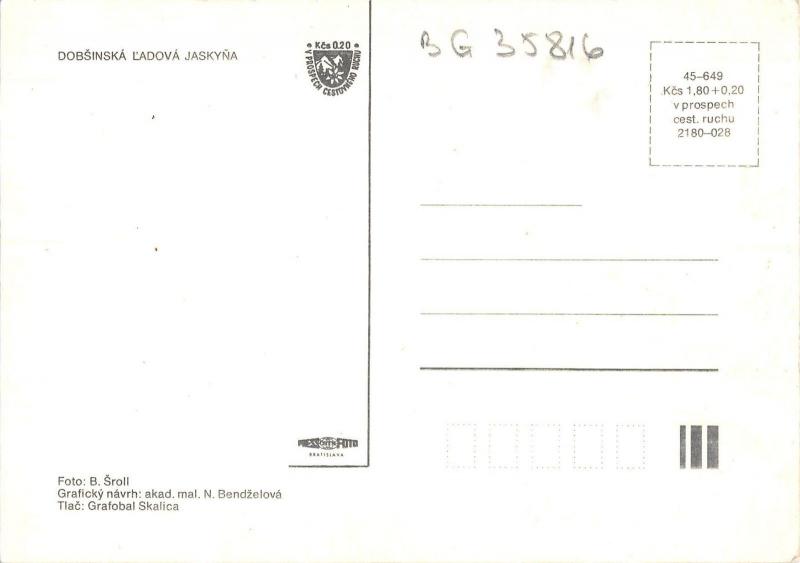 DOBŠINSKÁ ĽADOVÁ JASKYŇA
Kčs 0.20
V PROSPECH CESTOVNÉHO RUCHU
BG 35816
45–649
Kčs 1,80+0,20
v prospech
cest. ruchu
2180–028
PRESSFOTO
BRATISLAVA
Foto: B. Šroll
Grafický návrh: akad. mal. N. Bendželová
Tlač: Grafobal Skalica